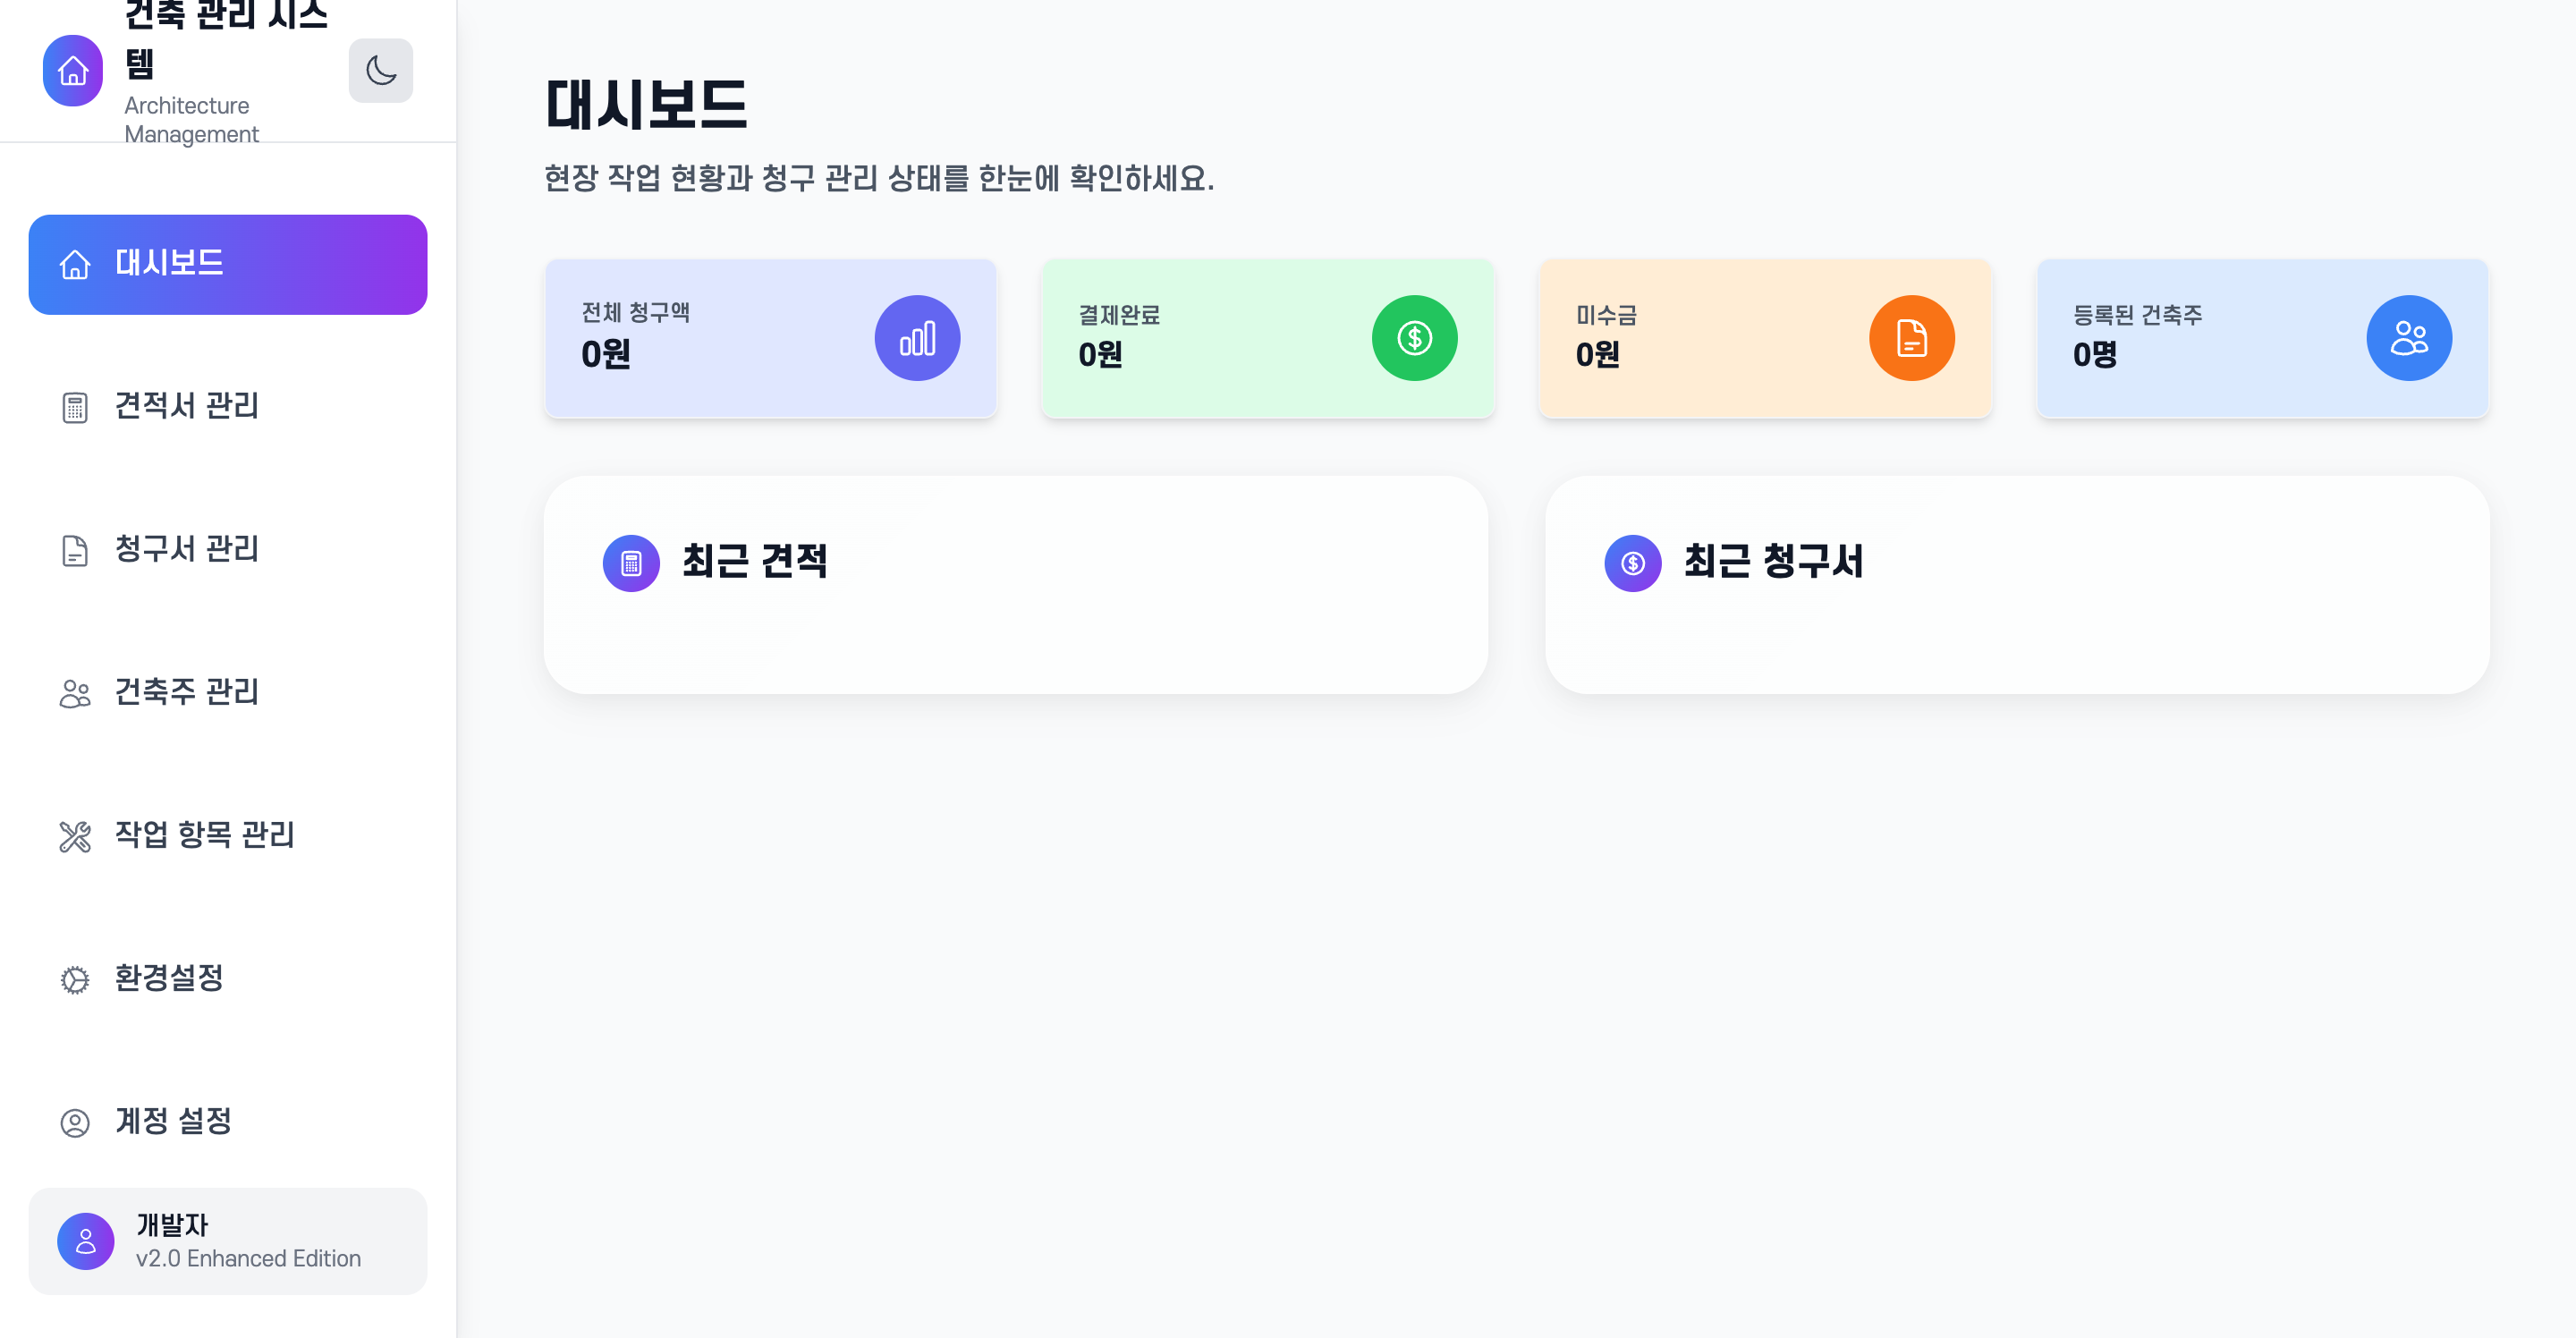 건축 관리 시스
템
Architecture
Management
대시보드
견적서 관리
청구서 관리
건축주 관리
작업 항목 관리
환경설정
계정 설정
개발자
v2.0 Enhanced Edition
대시보드
현장 작업 현황과 청구 관리 상태를 한눈에 확인하세요.
전체 청구액
0원
결제완료
0원
미수금
0원
등록된 건축주
0명
최근 견적
최근 청구서